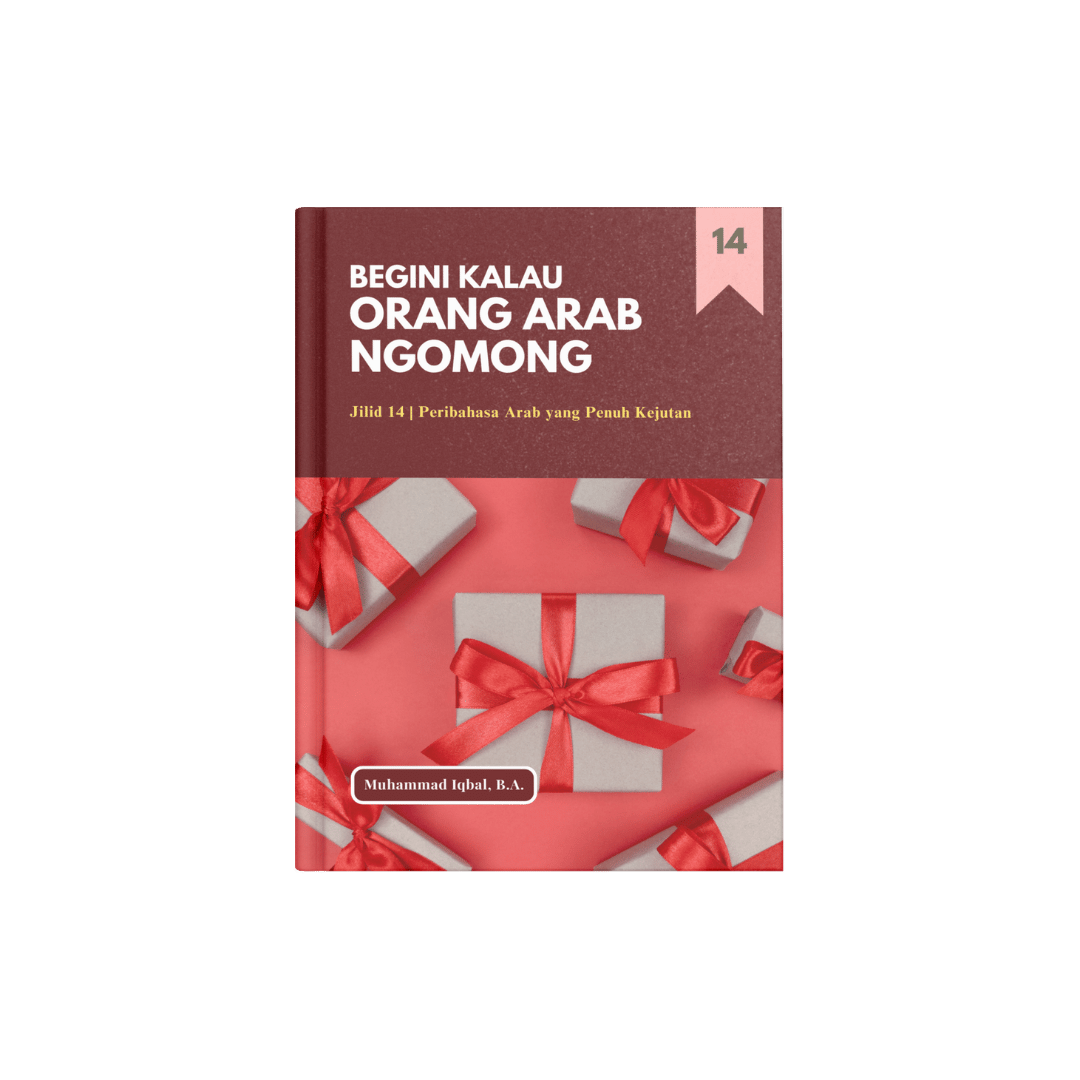 14
BEGINI KALAU
ORANG ARAB
NGOMONG
Jilid 14 | Peribahasa Arab yang Penuh Kejutan
Muhammad Iqbal, B.A.